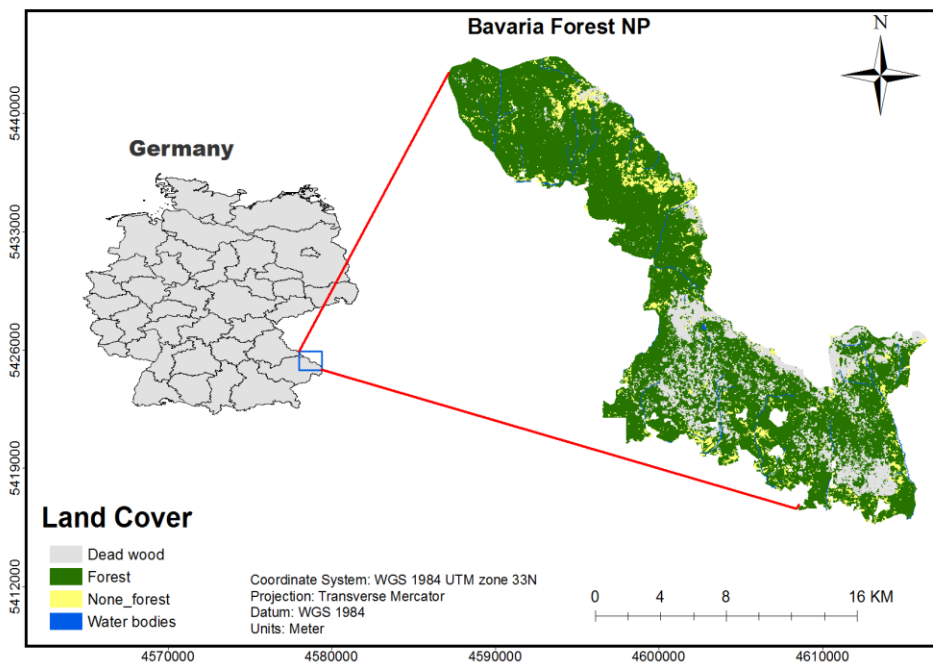 Bavaria Forest NP
N
Germany
5440000
5433000
5426000
5419000
5412000
Land Cover
Dead wood
Forest
None_forest
Water bodies
Coordinate System: WGS 1984 UTM zone 33N
Projection: Transverse Mercator
Datum: WGS 1984
Units: Meter
0 4 8 16 KM
4570000 4580000 4590000 4600000 4610000